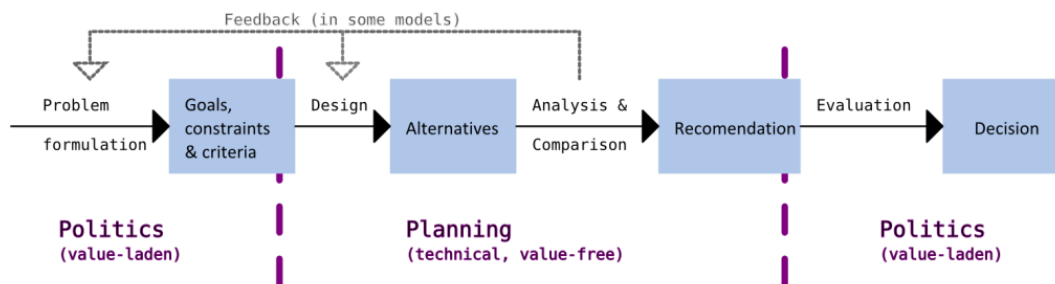 Feedback (in some models)
Problem
formulation
Goals,
constraints
& criteria
Design
Alternatives
Analysis &
Comparison
Recomendation
Evaluation
Decision
Politics
(value-laden)
Planning
(technical, value-free)
Politics
(value-laden)